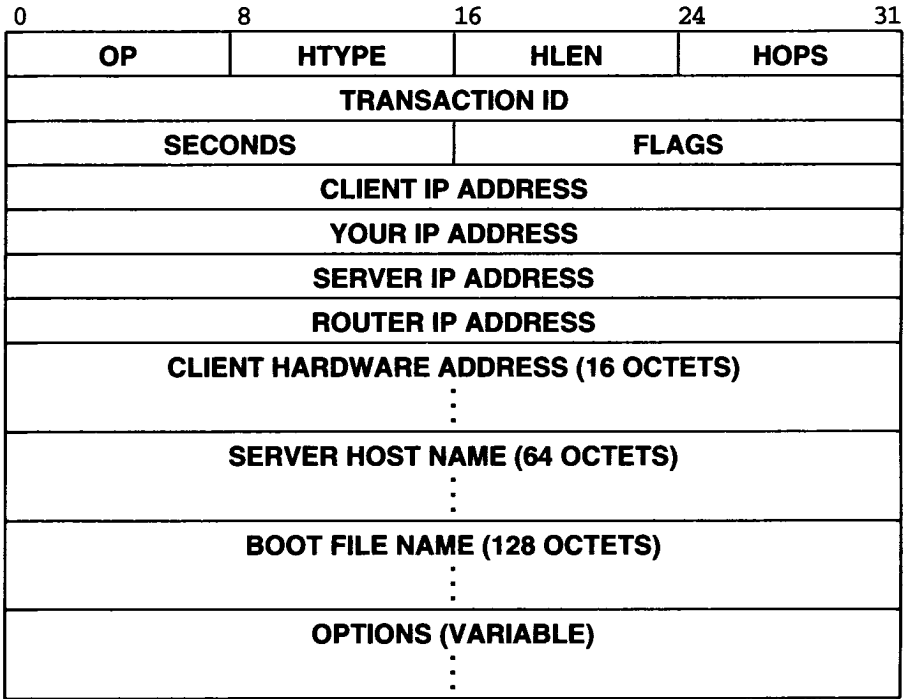 0 8 16 24 31
OP HTYPE HLEN HOPS
TRANSACTION ID
SECONDS FLAGS
CLIENT IP ADDRESS
YOUR IP ADDRESS
SERVER IP ADDRESS
ROUTER IP ADDRESS
CLIENT HARDWARE ADDRESS (16 OCTETS)
SERVER HOST NAME (64 OCTETS)
BOOT FILE NAME (128 OCTETS)
OPTIONS (VARIABLE)